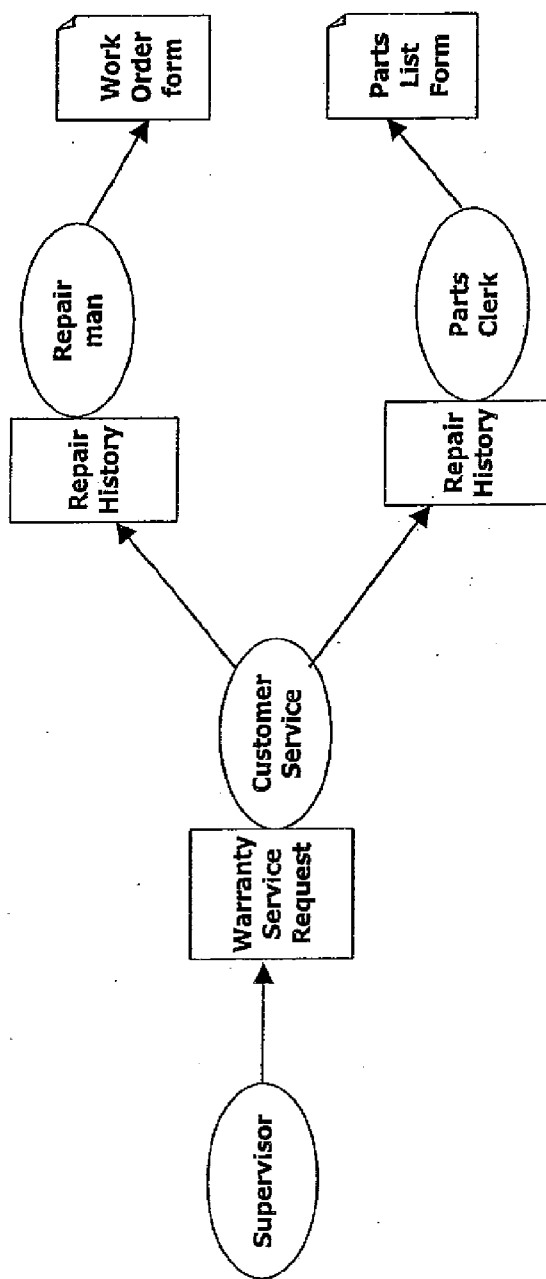 Supervisor
Warranty
Service
Request
Customer
Service
Repair
History
Repair
man
Work
Order
form
Repair
History
Parts
Clerk
Parts
List
Form